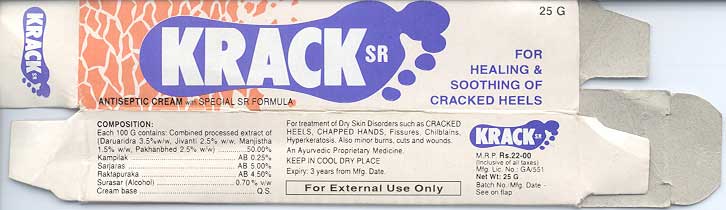 KRACK SR
25 G
KRACK SR
FOR
HEALING &
SOOTHING OF
CRACKED HEELS
ANTISEPTIC CREAM with SPECIAL SR FORMULA
COMPOSITION:
Each 100 G contains: Combined processed extract of
(Daruaridra 3.5%w/w, Jivanti 2.5% w/w, Manjistha
1.5% w/w, Pakhanbhed 2.5% w/w) ............ 50.00%
Kampilak ............ AB 0.25%
Sarjaras ............ AB 5.00%
Raktapuraka ............ AB 4.50%
Surasar (Alcohol) ............ 0.70% v/w
Cream base ............ Q.S.
For treatment of Dry Skin Disorders such as CRACKED
HEELS, CHAPPED HANDS, Fissures, Chilblains,
Hyperkeratosis. Also minor burns, cuts and wounds.
An Ayurvedic Proprietary Medicine.
KEEP IN COOL DRY PLACE
Expiry: 3 years from Mfg. Date.
For External Use Only
KRACK SR
M.R.P. Rs.22-00
(Inclusive of all taxes)
Mfg. Lic. No.: GA/551
Net Wt: 25 G
Batch No./Mfg. Date -
See on flap